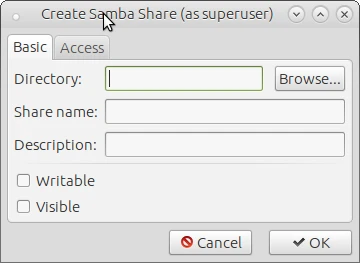 Create Samba Share (as superuser)
Basic Access
Directory: Browse...
Share name:
Description:
Writable
Visible
Cancel OK